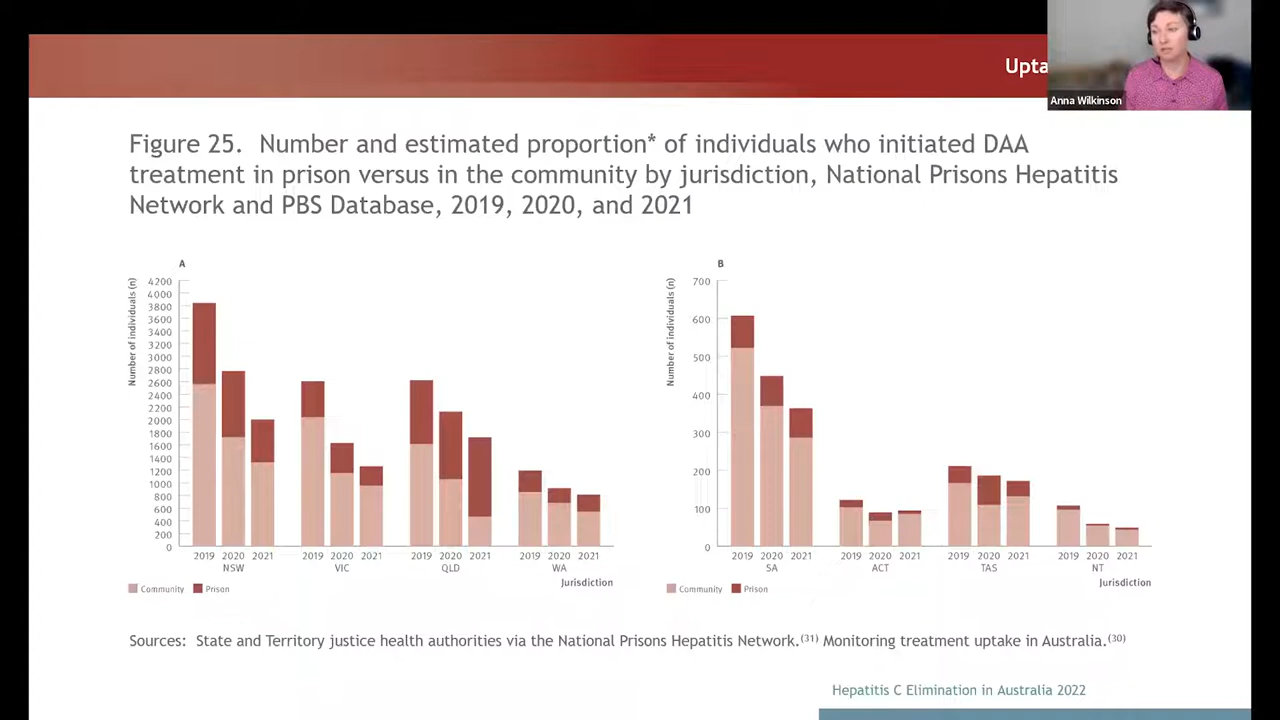 Upta
Anna Wilkinson
Figure 25. Number and estimated proportion* of individuals who initiated DAA
treatment in prison versus in the community by jurisdiction, National Prisons Hepatitis
Network and PBS Database, 2019, 2020, and 2021
A
Number of individuals (n)
4200
4000
3800
3600
3400
3200
3000
2800
2600
2400
2200
2000
1800
1600
1400
1200
1000
800
600
400
200
0
2019 2020 2021 2019 2020 2021 2019 2020 2021 2019 2020 2021
NSW VIC QLD WA
Jurisdiction
Community Prison
B
Number of individuals (n)
700
600
500
400
300
200
100
0
2019 2020 2021 2019 2020 2021 2019 2020 2021 2019 2020 2021
SA ACT TAS NT
Jurisdiction
Community Prison
Sources: State and Territory justice health authorities via the National Prisons Hepatitis Network.(31) Monitoring treatment uptake in Australia.(30)
Hepatitis C Elimination in Australia 2022